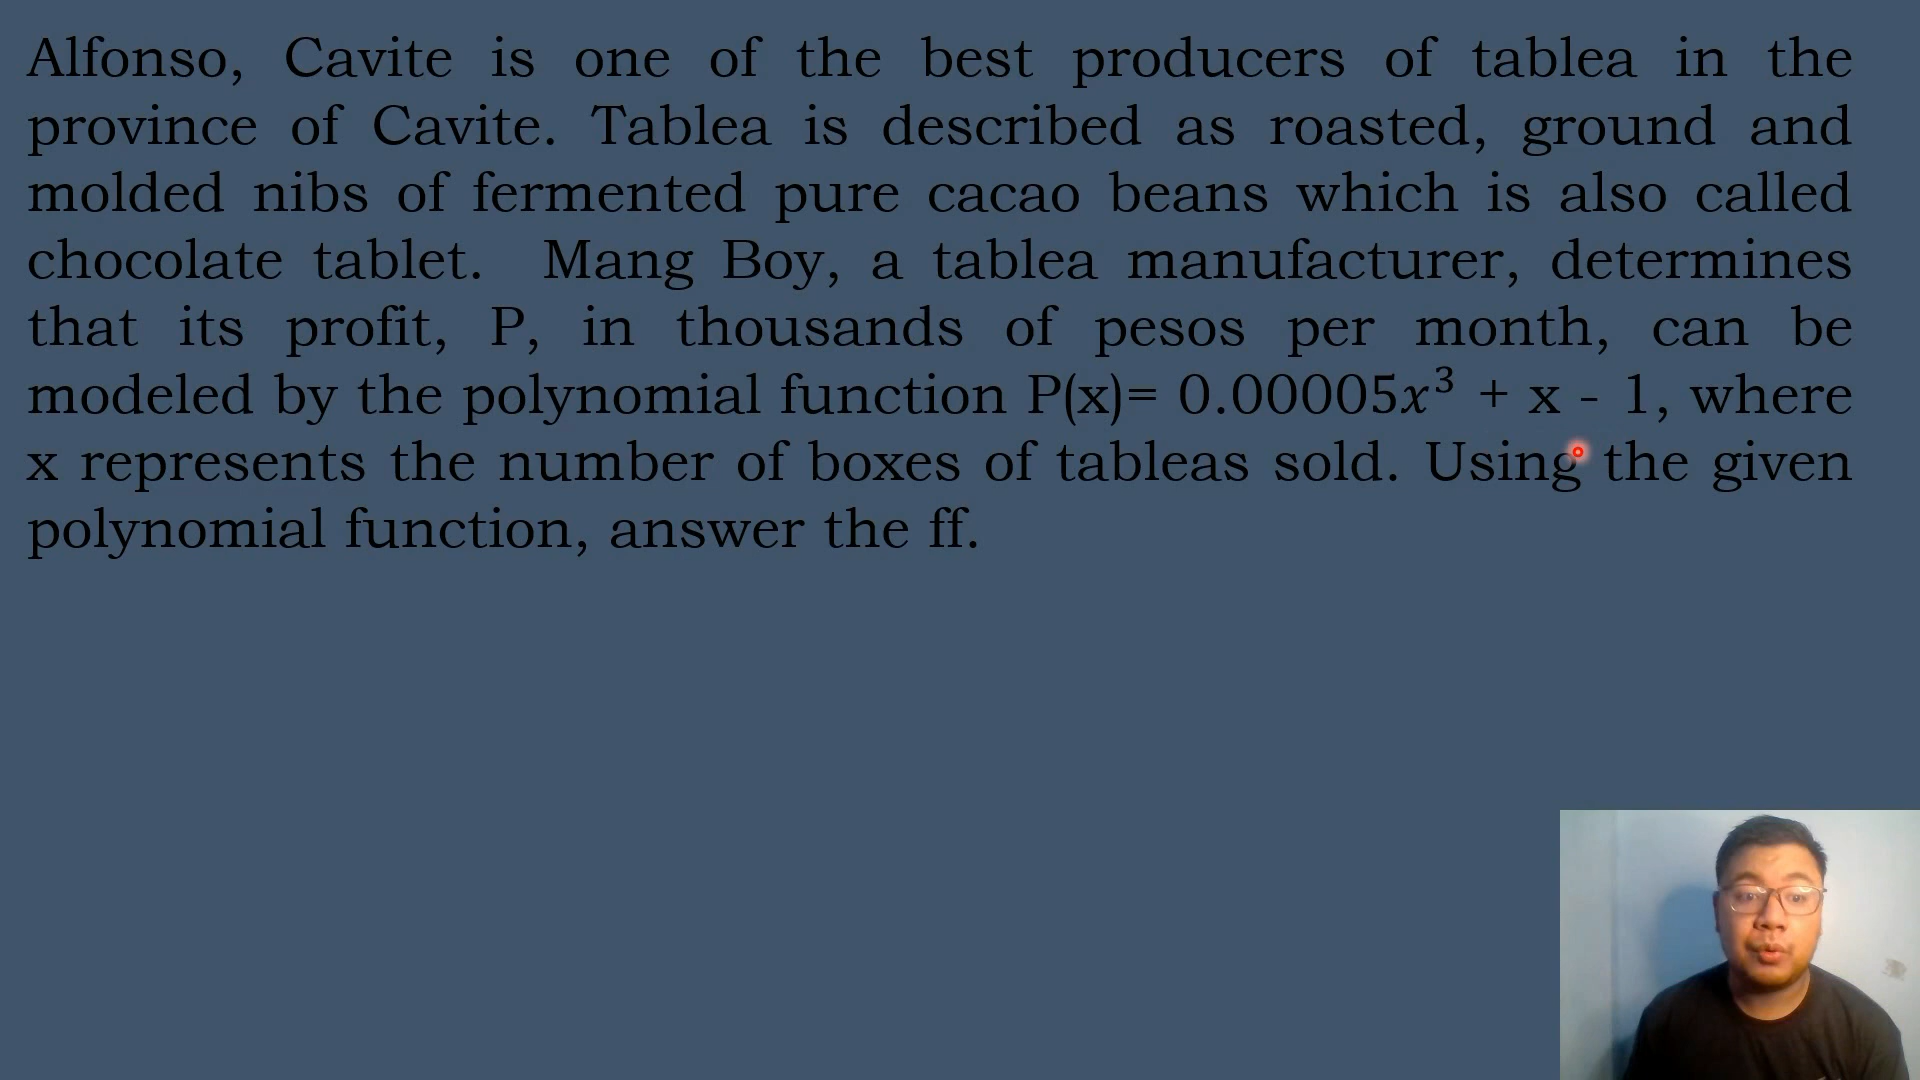 Alfonso, Cavite is one of the best producers of tablea in the
province of Cavite. Tablea is described as roasted, ground and
molded nibs of fermented pure cacao beans which is also called
chocolate tablet. Mang Boy, a tablea manufacturer, determines
that its profit, P, in thousands of pesos per month, can be
modeled by the polynomial function P(x)= 0.00005𝑥³ + x - 1, where
x represents the number of boxes of tableas sold. Using the given
polynomial function, answer the ff.